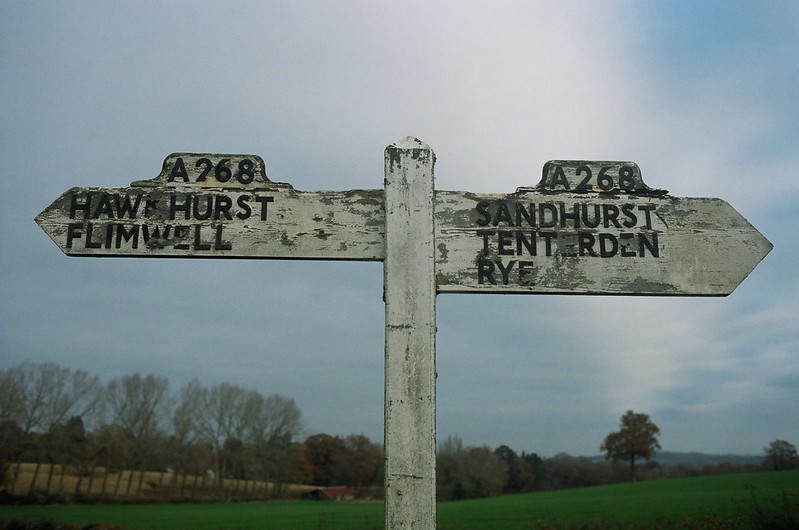 A268
HAWKHURST
FLIMWELL
A268
SANDHURST
TENTERDEN
RYE